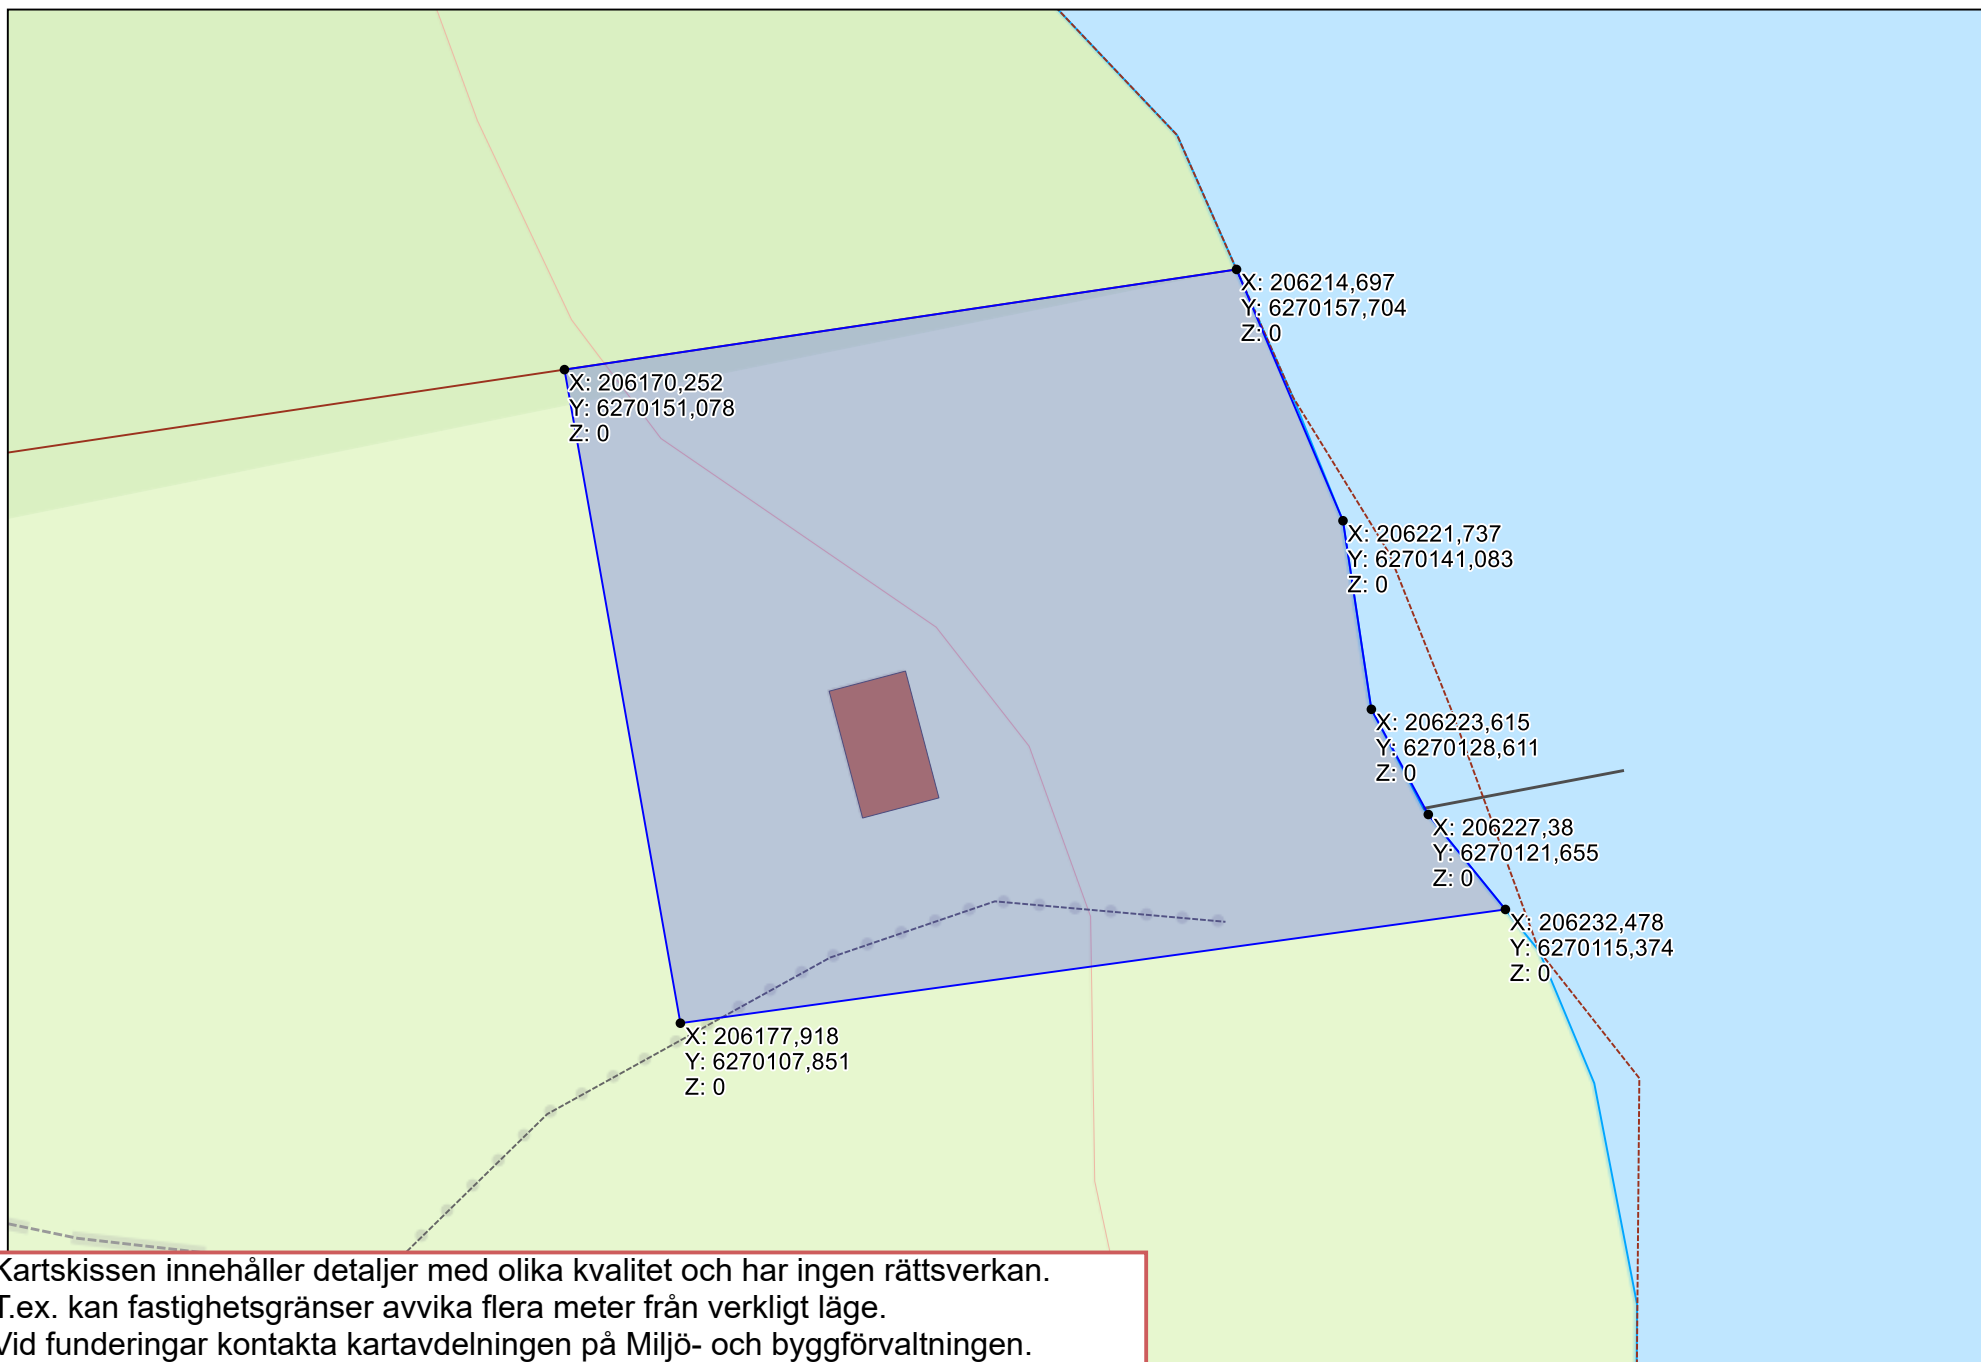 X: 206214,697
Y: 6270157,704
Z: 0
X: 206170,252
Y: 6270151,078
Z: 0
X: 206221,737
Y: 6270141,083
Z: 0
X: 206223,615
Y: 6270128,611
Z: 0
X: 206227,38
Y: 6270121,655
Z: 0
X: 206232,478
Y: 6270115,374
Z: 0
X: 206177,918
Y: 6270107,851
Z: 0
Kartskissen innehåller detaljer med olika kvalitet och har ingen rättsverkan.
T.ex. kan fastighetsgränser avvika flera meter från verkligt läge.
Vid funderingar kontakta kartavdelningen på Miljö- och byggförvaltningen.